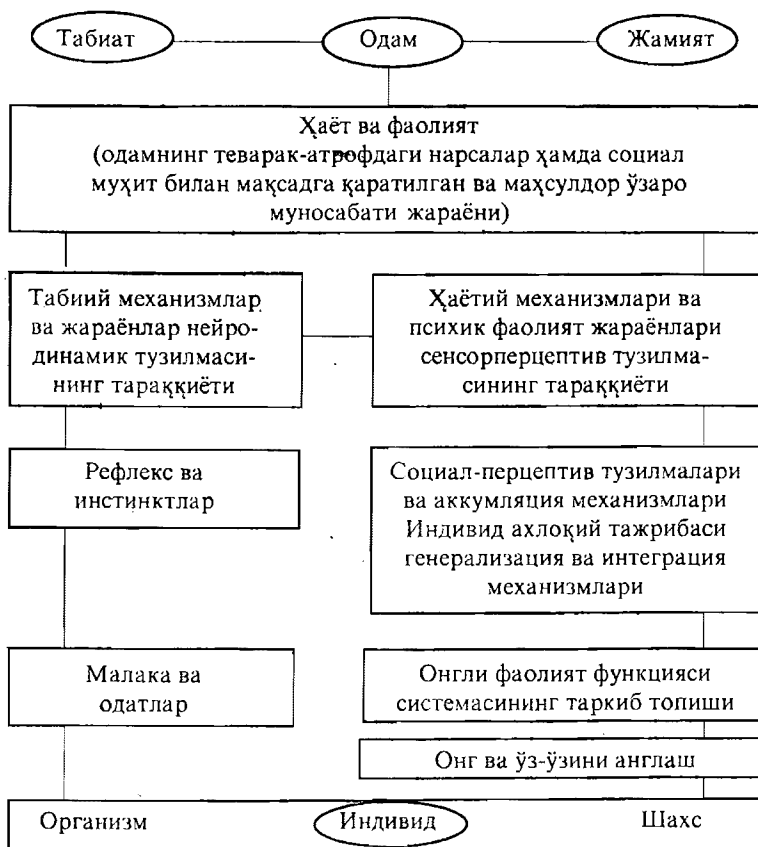 Табиат Одам Жамият
Ҳаёт ва фаолият
(одамнинг теварак-атрофдаги нарсалар ҳамда социал
муҳит билан мақсадга қаратилган ва маҳсулдор ўзаро
муносабати жараёни)
Табиий механизмлар
ва жараёнлар нейро-
динамик тузилмаси-
нинг тараққиёти
Ҳаётий механизмлари ва
психик фаолият жараёнлари
сенсорперцептив тузилма-
сининг тараққиёти
Рефлекс ва
инстинктлар
Социал-перцептив тузилмалари
ва аккумляция механизмлари
Индивид ахлоқий тажрибаси
генерализация ва интеграция
механизмлари
Малака ва
одатлар
Онгли фаолият функцияси
системасининг таркиб топиши
Онг ва ўз-ўзини англаш
Организм Индивид Шахс